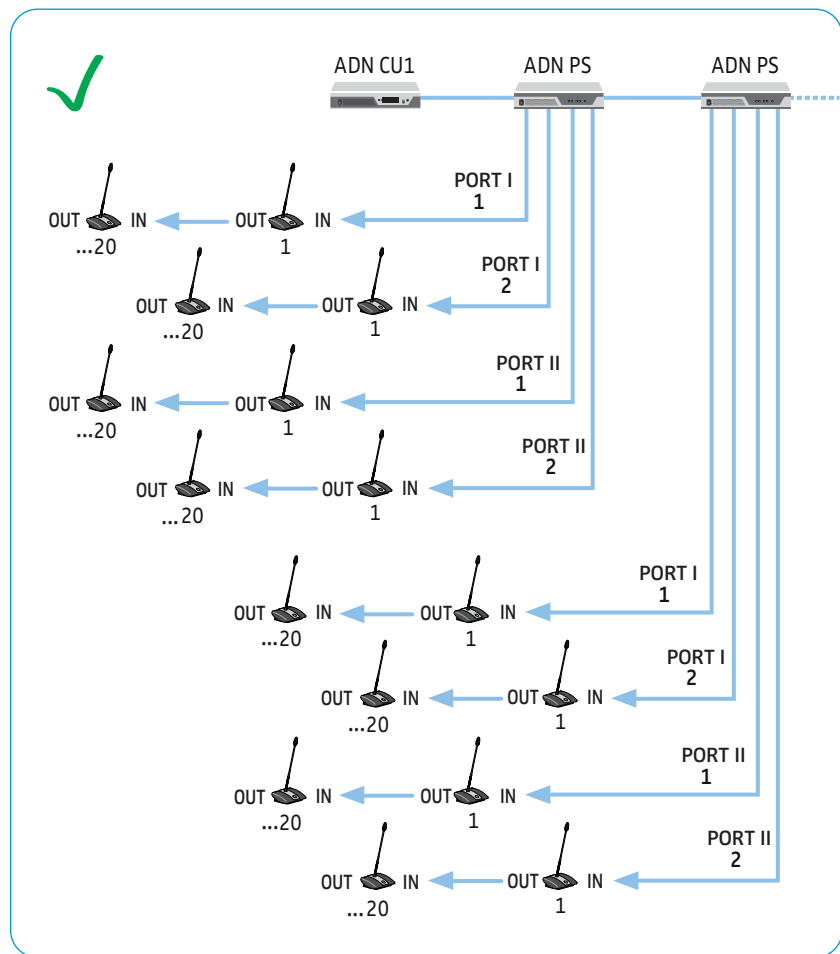 ADN CU1 ADN PS ADN PS
PORT I
1
OUT IN OUT IN
...20 1
PORT I
2
OUT IN OUT IN
...20 1
PORT II
1
OUT IN OUT IN
...20 1
PORT II
2
OUT IN OUT IN
...20 1
PORT I
1
OUT IN OUT IN
...20 1
PORT I
2
OUT IN OUT IN
...20 1
PORT II
1
OUT IN OUT IN
...20 1
PORT II
2
OUT IN OUT IN
...20 1